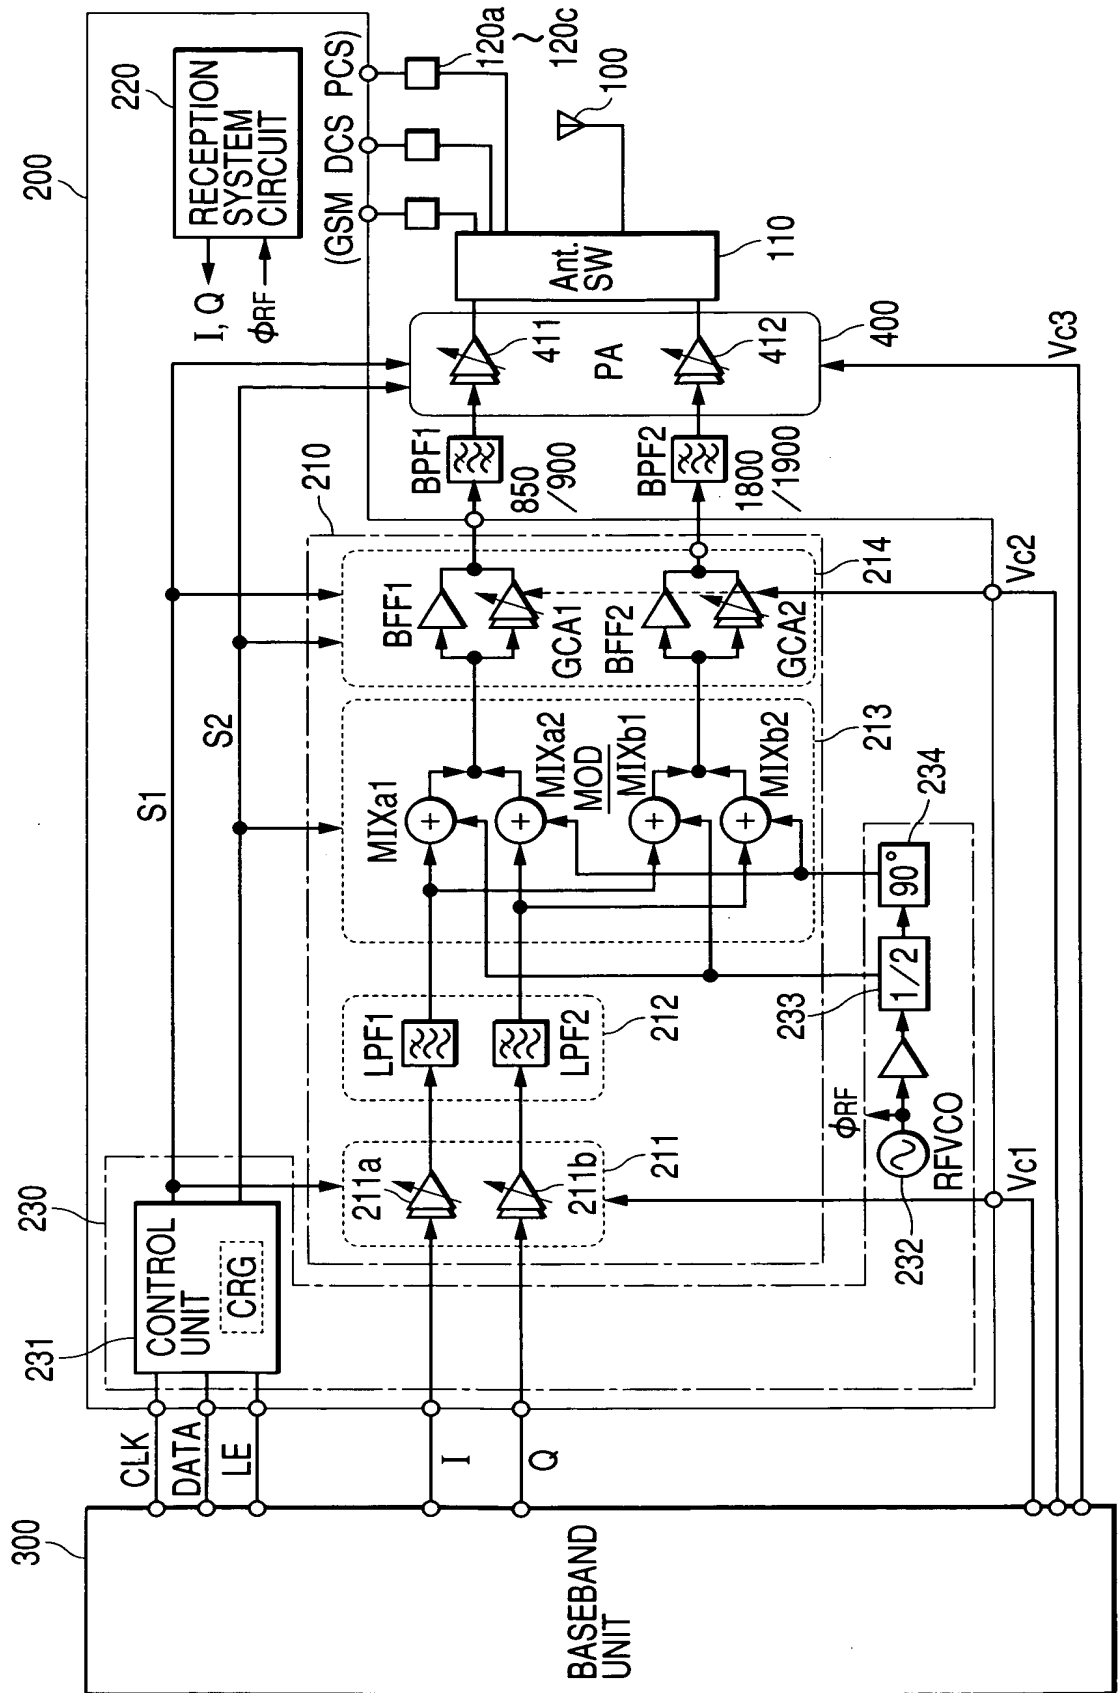 200
220
RECEPTION
SYSTEM
CIRCUIT
I, Q
ϕRF
(GSM DCS PCS)
120a
~
120c
100
Ant.
SW
110
411
PA
412
400
Vc3
S1
S2
210
BPF1
850
/900
BPF2
1800
/1900
BFF1
GCA1
BFF2
GCA2
214
Vc2
MIXa1
+
MIXa2
+
MOD
MIXb1
+
MIXb2
+
213
234
90°
1/2
233
LPF1
LPF2
212
ϕRF
RFVCO
232
211a
211b
211
Vc1
230
231
CONTROL
UNIT
CRG
CLK
DATA
LE
I
Q
300
BASEBAND
UNIT